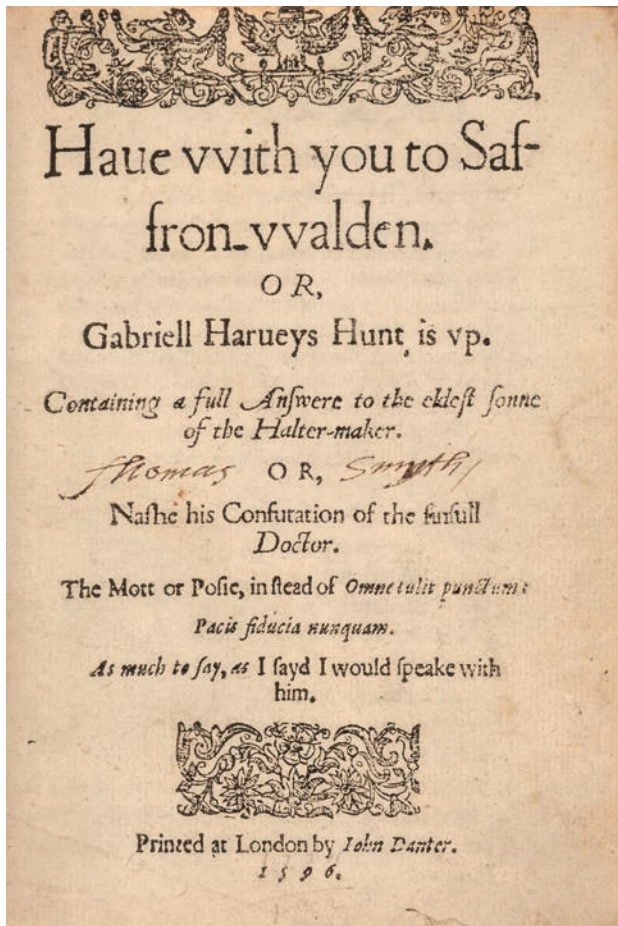 Haue vvith you to Saf-
fron-vvalden.
OR,
Gabriell Harueys Hunt is vp.
Containing a full Anſwere to the eldeſt ſonne
of the Halter-maker.
Thomas OR, Smyth
Naſhe his Confutation of the ſinfull
Doctor.
The Mott or Poſie, in ſtead of Omne tulit punctum:
Pacis fiducia nunquam.
As much to ſay, as I ſayd I would ſpeake with
him.
Printed at London by Iohn Danter.
1596.